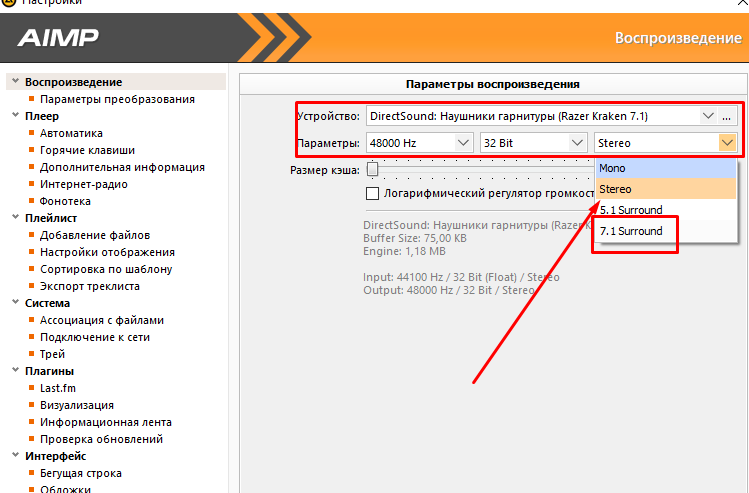 Настройки
AIMP
Воспроизведение
Воспроизведение
Параметры преобразования
Плеер
Автоматика
Горячие клавиши
Дополнительная информация
Интернет-радио
Фонотека
Плейлист
Добавление файлов
Настройки отображения
Сортировка по шаблону
Экспорт треклиста
Система
Ассоциация с файлами
Подключение к сети
Трей
Плагины
Last.fm
Визуализация
Информационная лента
Проверка обновлений
Интерфейс
Бегущая строка
Обложки
Параметры воспроизведения
Устройство: DirectSound: Наушники гарнитуры (Razer Kraken 7.1) ...
Параметры: 48000 Hz 32 Bit Stereo
Размер кэша:
Mono
Stereo
5.1 Surround
7.1 Surround
Логарифмический регулятор громкост
DirectSound: Наушники гарнитуры (Razer K
Buffer Size: 75,00 KB
Engine: 1,18 MB
Input: 44100 Hz / 32 Bit (Float) / Stereo
Output: 48000 Hz / 32 Bit / Stereo